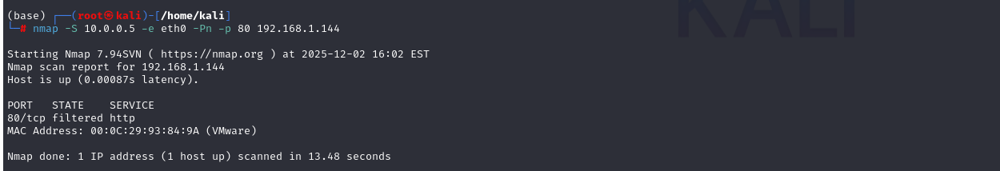 KALI
(base) ┌──(root㉿kali)-[/home/kali]
└─# nmap -S 10.0.0.5 -e eth0 -Pn -p 80 192.168.1.144
Starting Nmap 7.94SVN ( https://nmap.org ) at 2025-12-02 16:02 EST
Nmap scan report for 192.168.1.144
Host is up (0.00087s latency).
PORT   STATE    SERVICE
80/tcp filtered http
MAC Address: 00:0C:29:93:84:9A (VMware)
Nmap done: 1 IP address (1 host up) scanned in 13.48 seconds